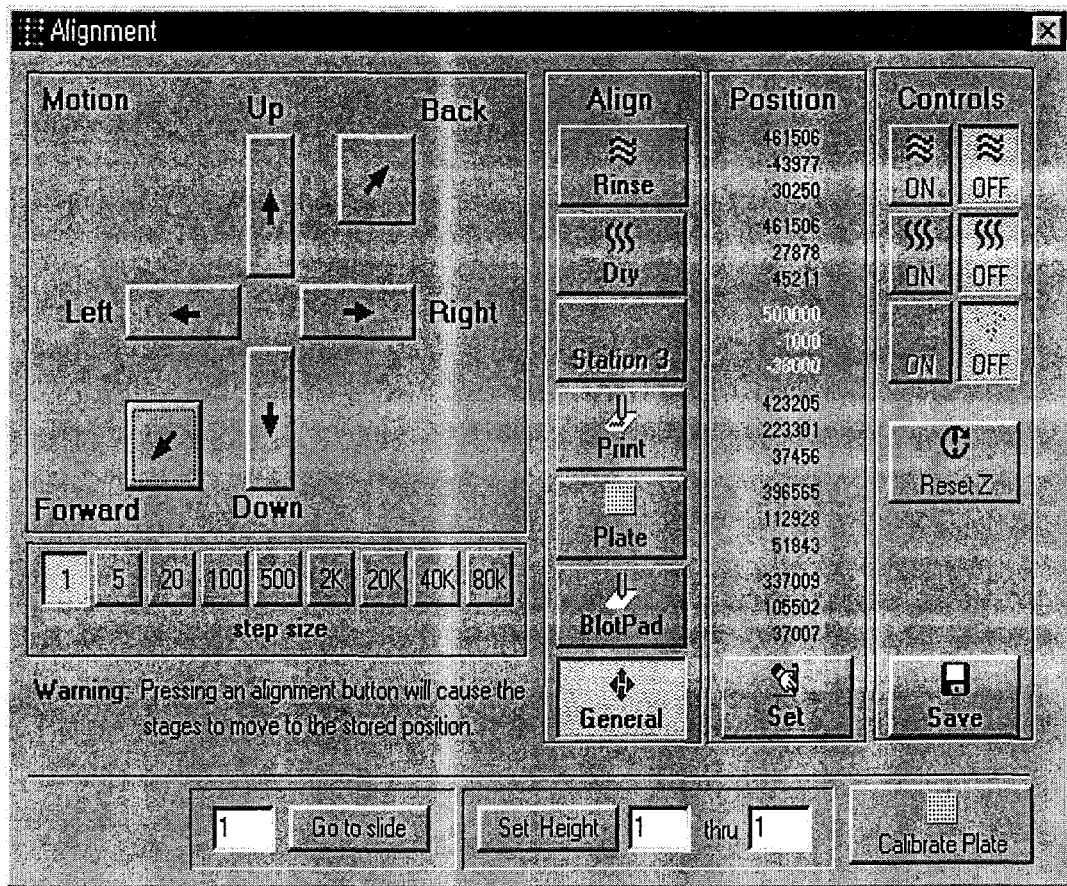 Alignment
Motion
Up
Back
Left
Right
Forward
Down
1 5 20 100 500 2K 20K 40K 80k
step size
Warning: Pressing an alignment button will cause the
stages to move to the stored position.
Align
Rinse
Dry
Station 3
Print
Plate
BlotPad
General
Position
461506
-43977
30250
461506
27878
45211
500000
-1000
-38000
423205
223301
37456
396565
112928
51843
337009
105502
37007
Set
Controls
ON OFF
ON OFF
ON OFF
Reset Z
Save
1 Go to slide
Set Height 1 thru 1
Calibrate Plate